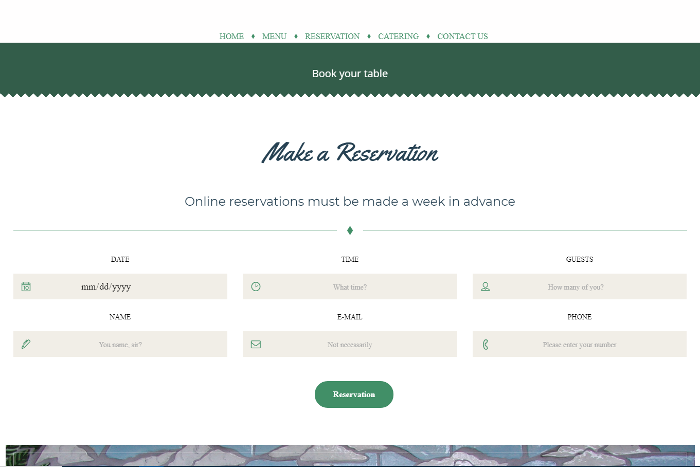 HOME ♦ MENU ♦ RESERVATION ♦ CATERING ♦ CONTACT US
Book your table
Make a Reservation
Online reservations must be made a week in advance
DATE TIME GUESTS
mm/dd/yyyy What time? How many of you?
NAME E-MAIL PHONE
You name, sir? Not necessarily Please enter your number
Reservation